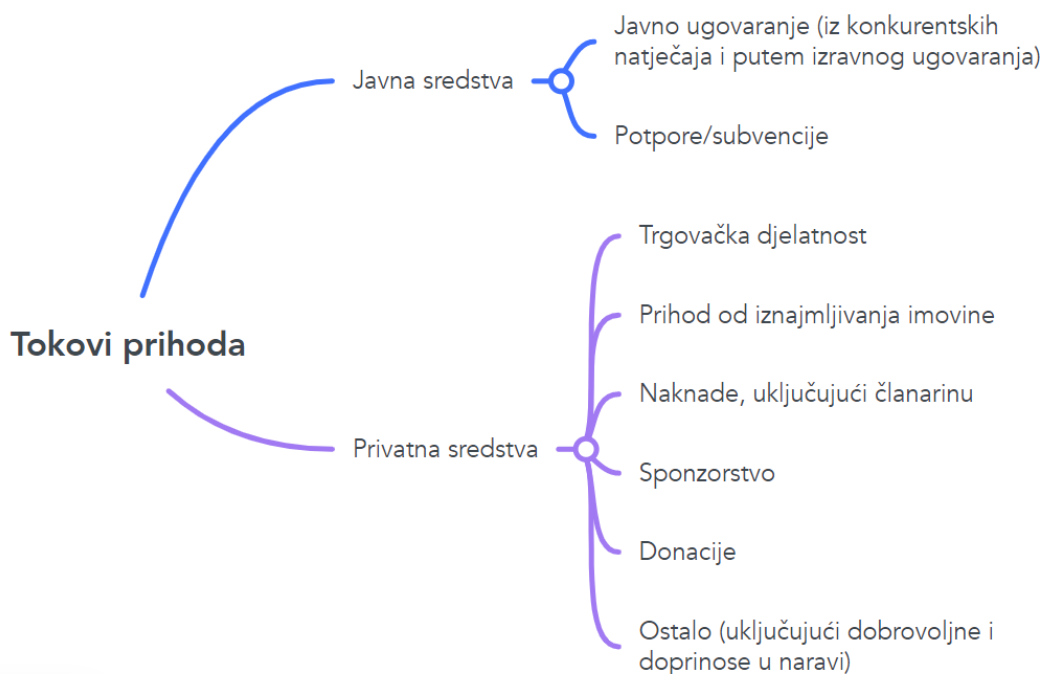 Tokovi prihoda
Javna sredstva
Javno ugovaranje (iz konkurentskih
natječaja i putem izravnog ugovaranja)
Potpore/subvencije
Privatna sredstva
Trgovačka djelatnost
Prihod od iznajmljivanja imovine
Naknade, uključujući članarinu
Sponzorstvo
Donacije
Ostalo (uključujući dobrovoljne i
doprinose u naravi)